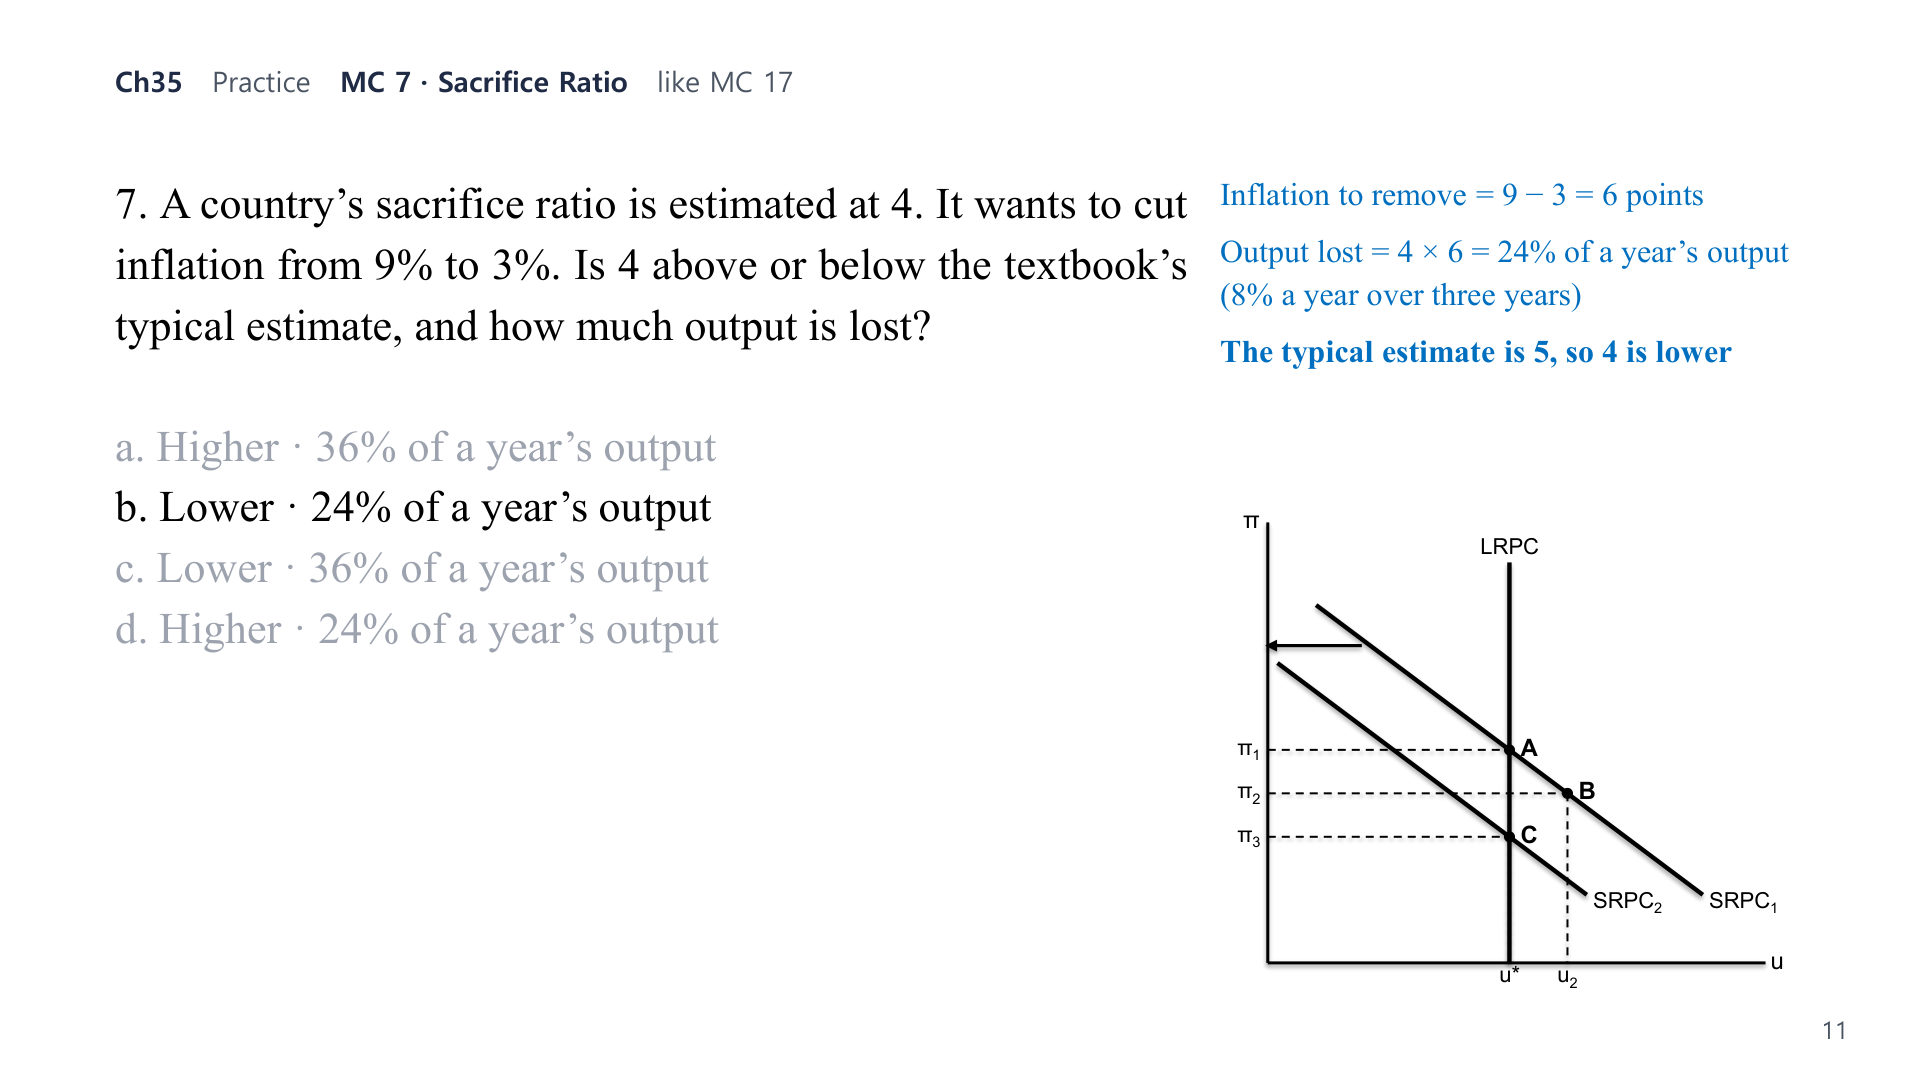 Ch35 Practice MC 7 · Sacrifice Ratio like MC 17
7. A country’s sacrifice ratio is estimated at 4. It wants to cut
inflation from 9% to 3%. Is 4 above or below the textbook’s
typical estimate, and how much output is lost?
a. Higher · 36% of a year’s output
b. Lower · 24% of a year’s output
c. Lower · 36% of a year’s output
d. Higher · 24% of a year’s output
Inflation to remove = 9 − 3 = 6 points
Output lost = 4 × 6 = 24% of a year’s output
(8% a year over three years)
The typical estimate is 5, so 4 is lower
π
LRPC
π₁
A
π₂
B
π₃
C
SRPC₂
SRPC₁
u
u*
u₂
11